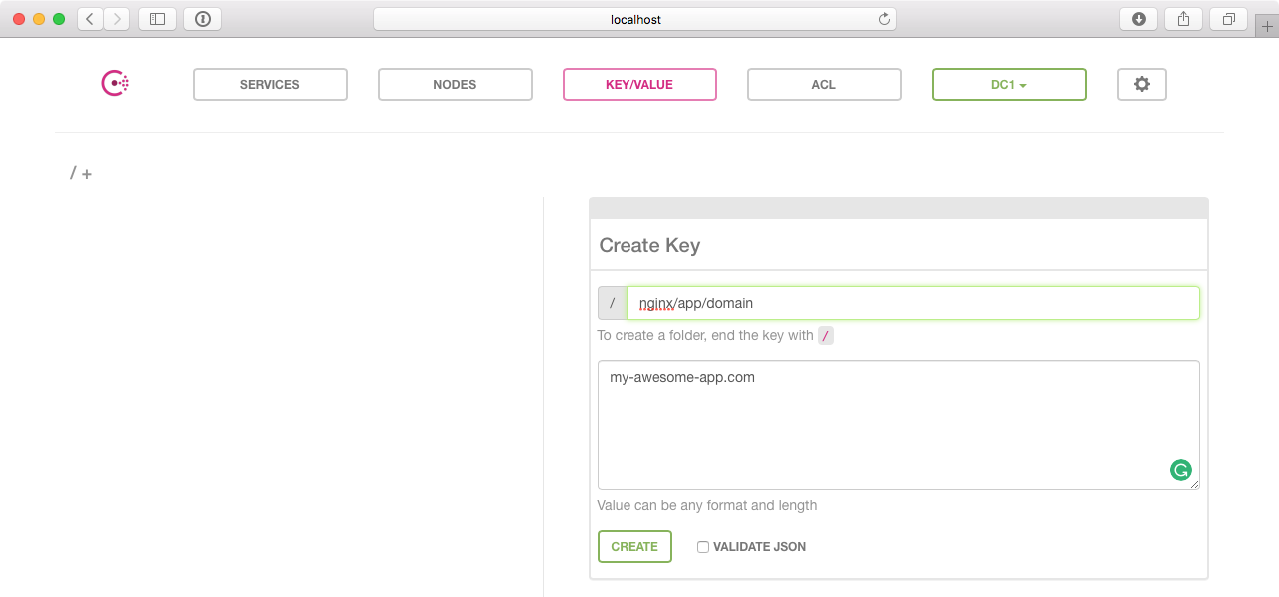 localhost
SERVICES
NODES
KEY/VALUE
ACL
DC1
/ +
Create Key
/ nginx/app/domain
To create a folder, end the key with /
my-awesome-app.com
Value can be any format and length
CREATE
VALIDATE JSON